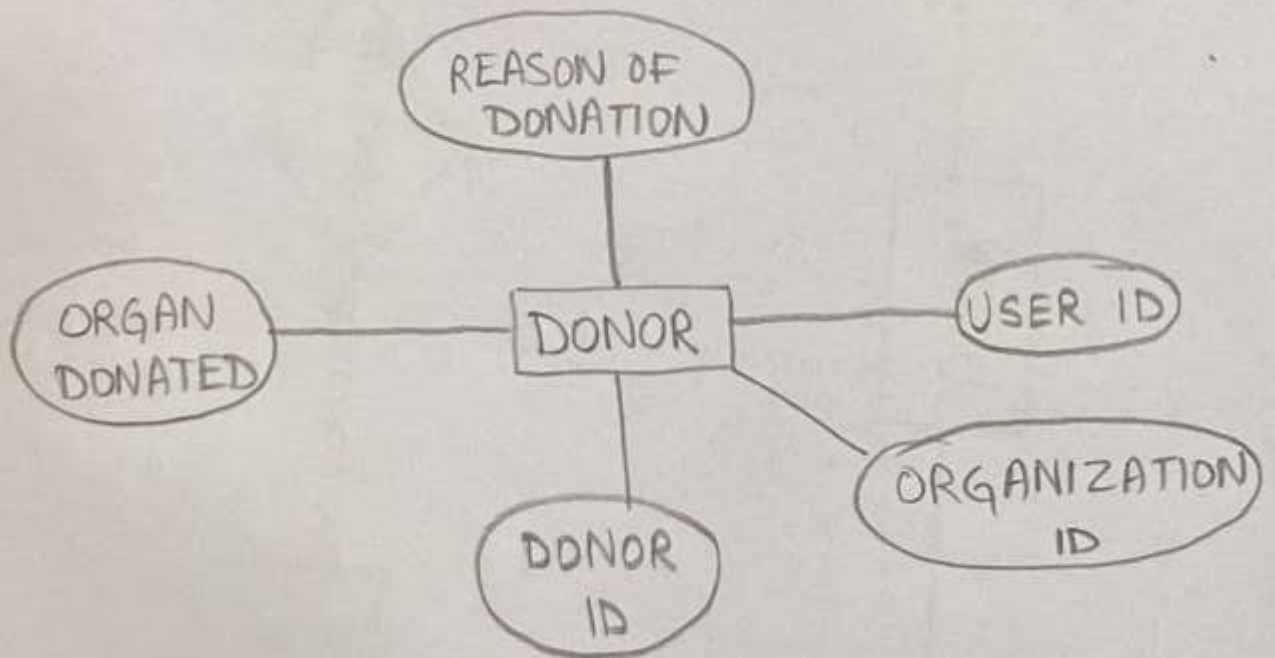 REASON OF
DONATION
ORGAN
DONATED
DONOR
USER ID
ORGANIZATION
ID
DONOR
ID